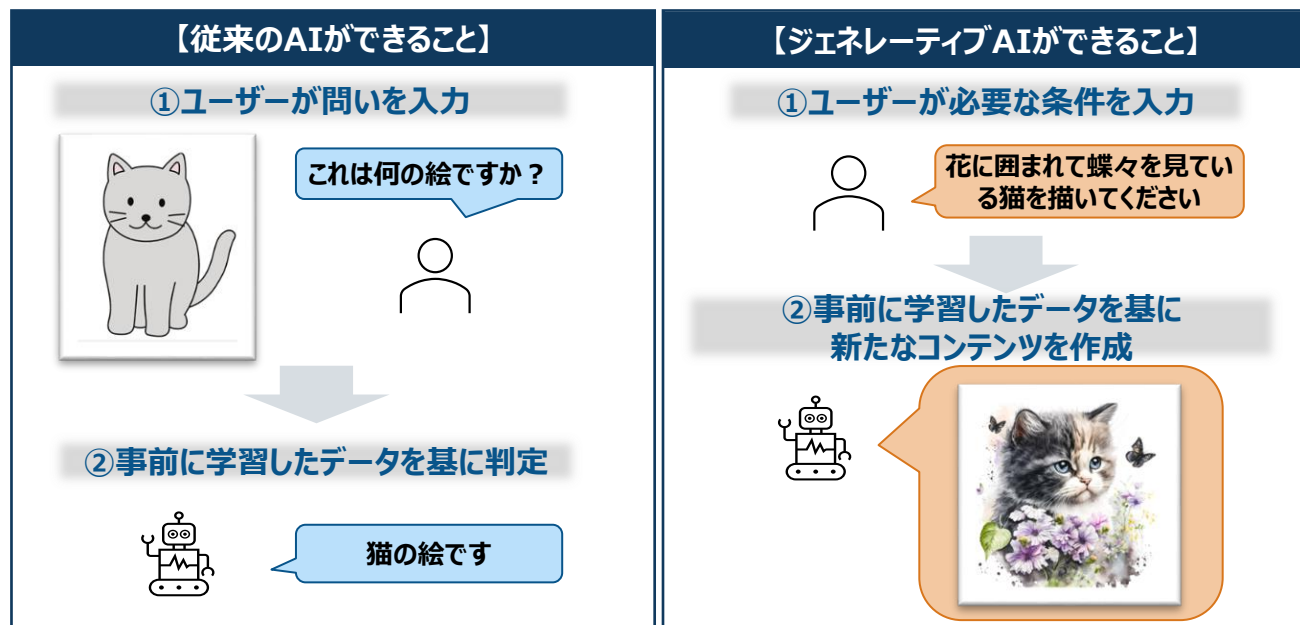 【従来のAIができること】
①ユーザーが問いを入力
これは何の絵ですか？
②事前に学習したデータを基に判定
猫の絵です
【ジェネレーティブAIができること】
①ユーザーが必要な条件を入力
花に囲まれて蝶々を見てい
る猫を描いてください
②事前に学習したデータを基に
新たなコンテンツを作成